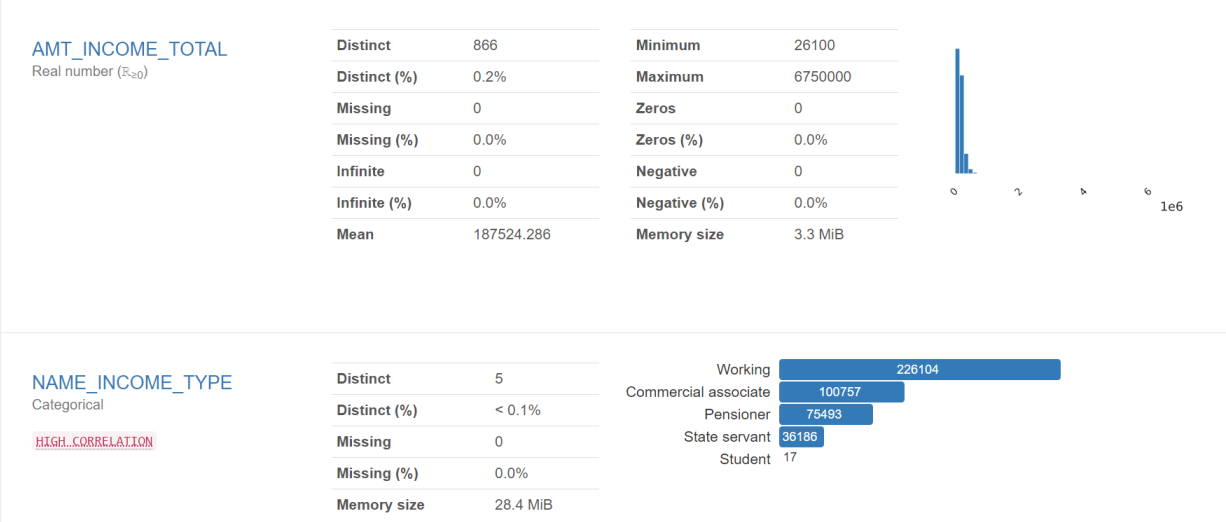 AMT_INCOME_TOTAL
Real number (ℝ≥0)
Distinct 866
Distinct (%) 0.2%
Missing 0
Missing (%) 0.0%
Infinite 0
Infinite (%) 0.0%
Mean 187524.286
Minimum 26100
Maximum 6750000
Zeros 0
Zeros (%) 0.0%
Negative 0
Negative (%) 0.0%
Memory size 3.3 MiB
0 2 4 6
1e6
NAME_INCOME_TYPE
Categorical
HIGH CORRELATION
Distinct 5
Distinct (%) < 0.1%
Missing 0
Missing (%) 0.0%
Memory size 28.4 MiB
Working 226104
Commercial associate 100757
Pensioner 75493
State servant 36186
Student 17